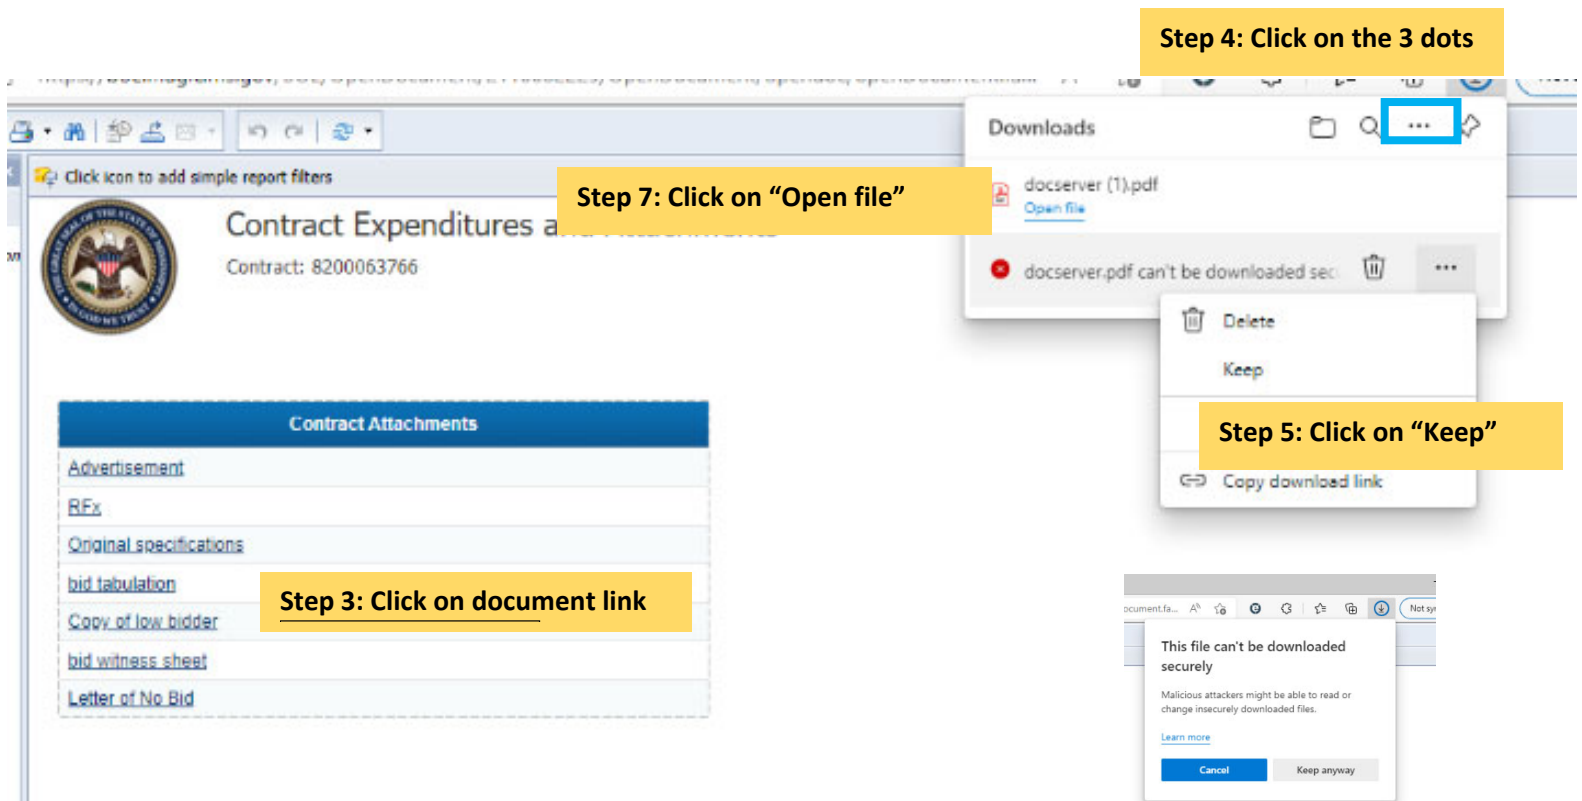 Step 4: Click on the 3 dots
Downloads
Click icon to add simple report filters
Step 7: Click on “Open file”
docserver (1).pdf
Open file
Contract Expenditures a
Contract: 8200063766
docserver.pdf can't be downloaded sec
Delete
Keep
Step 5: Click on “Keep”
Copy download link
Contract Attachments
Advertisement
RFx
Original specifications
bid tabulation
Step 3: Click on document link
Copy of low bidder
bid witness sheet
Letter of No Bid
ocument.fa...
Not sy
This file can't be downloaded
securely
Malicious attackers might be able to read or
change insecurely downloaded files.
Learn more
Cancel
Keep anyway